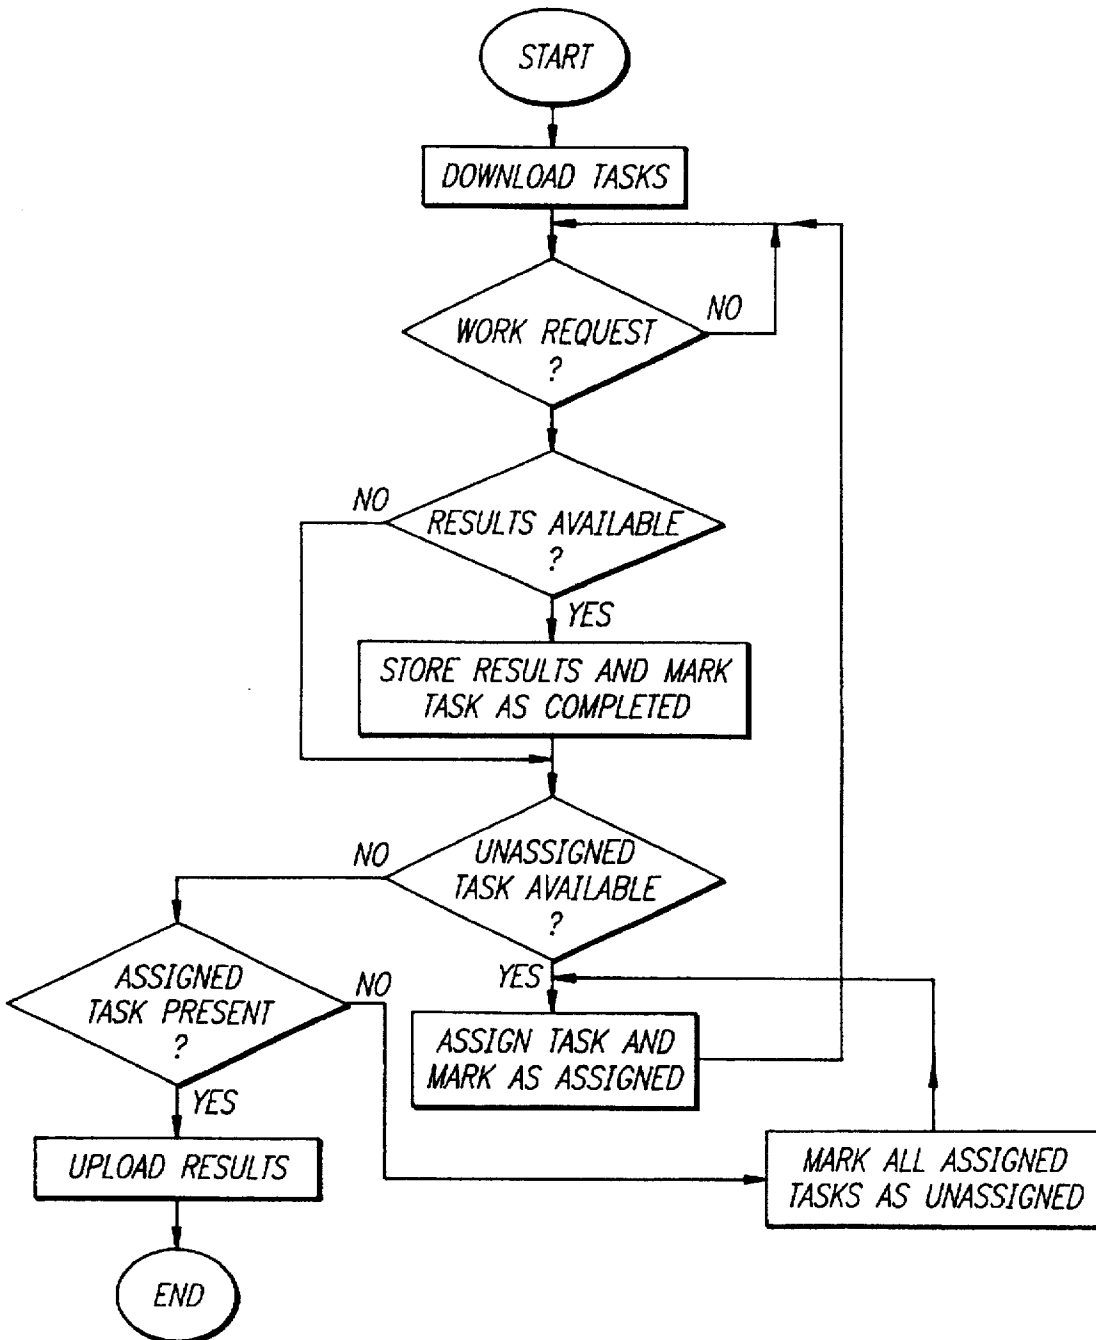 START
DOWNLOAD TASKS
NO
WORK REQUEST
?
NO
RESULTS AVAILABLE
?
YES
STORE RESULTS AND MARK
TASK AS COMPLETED
NO
UNASSIGNED
TASK AVAILABLE
?
YES
ASSIGNED
TASK PRESENT
?
NO
ASSIGN TASK AND
MARK AS ASSIGNED
YES
UPLOAD RESULTS
MARK ALL ASSIGNED
TASKS AS UNASSIGNED
END